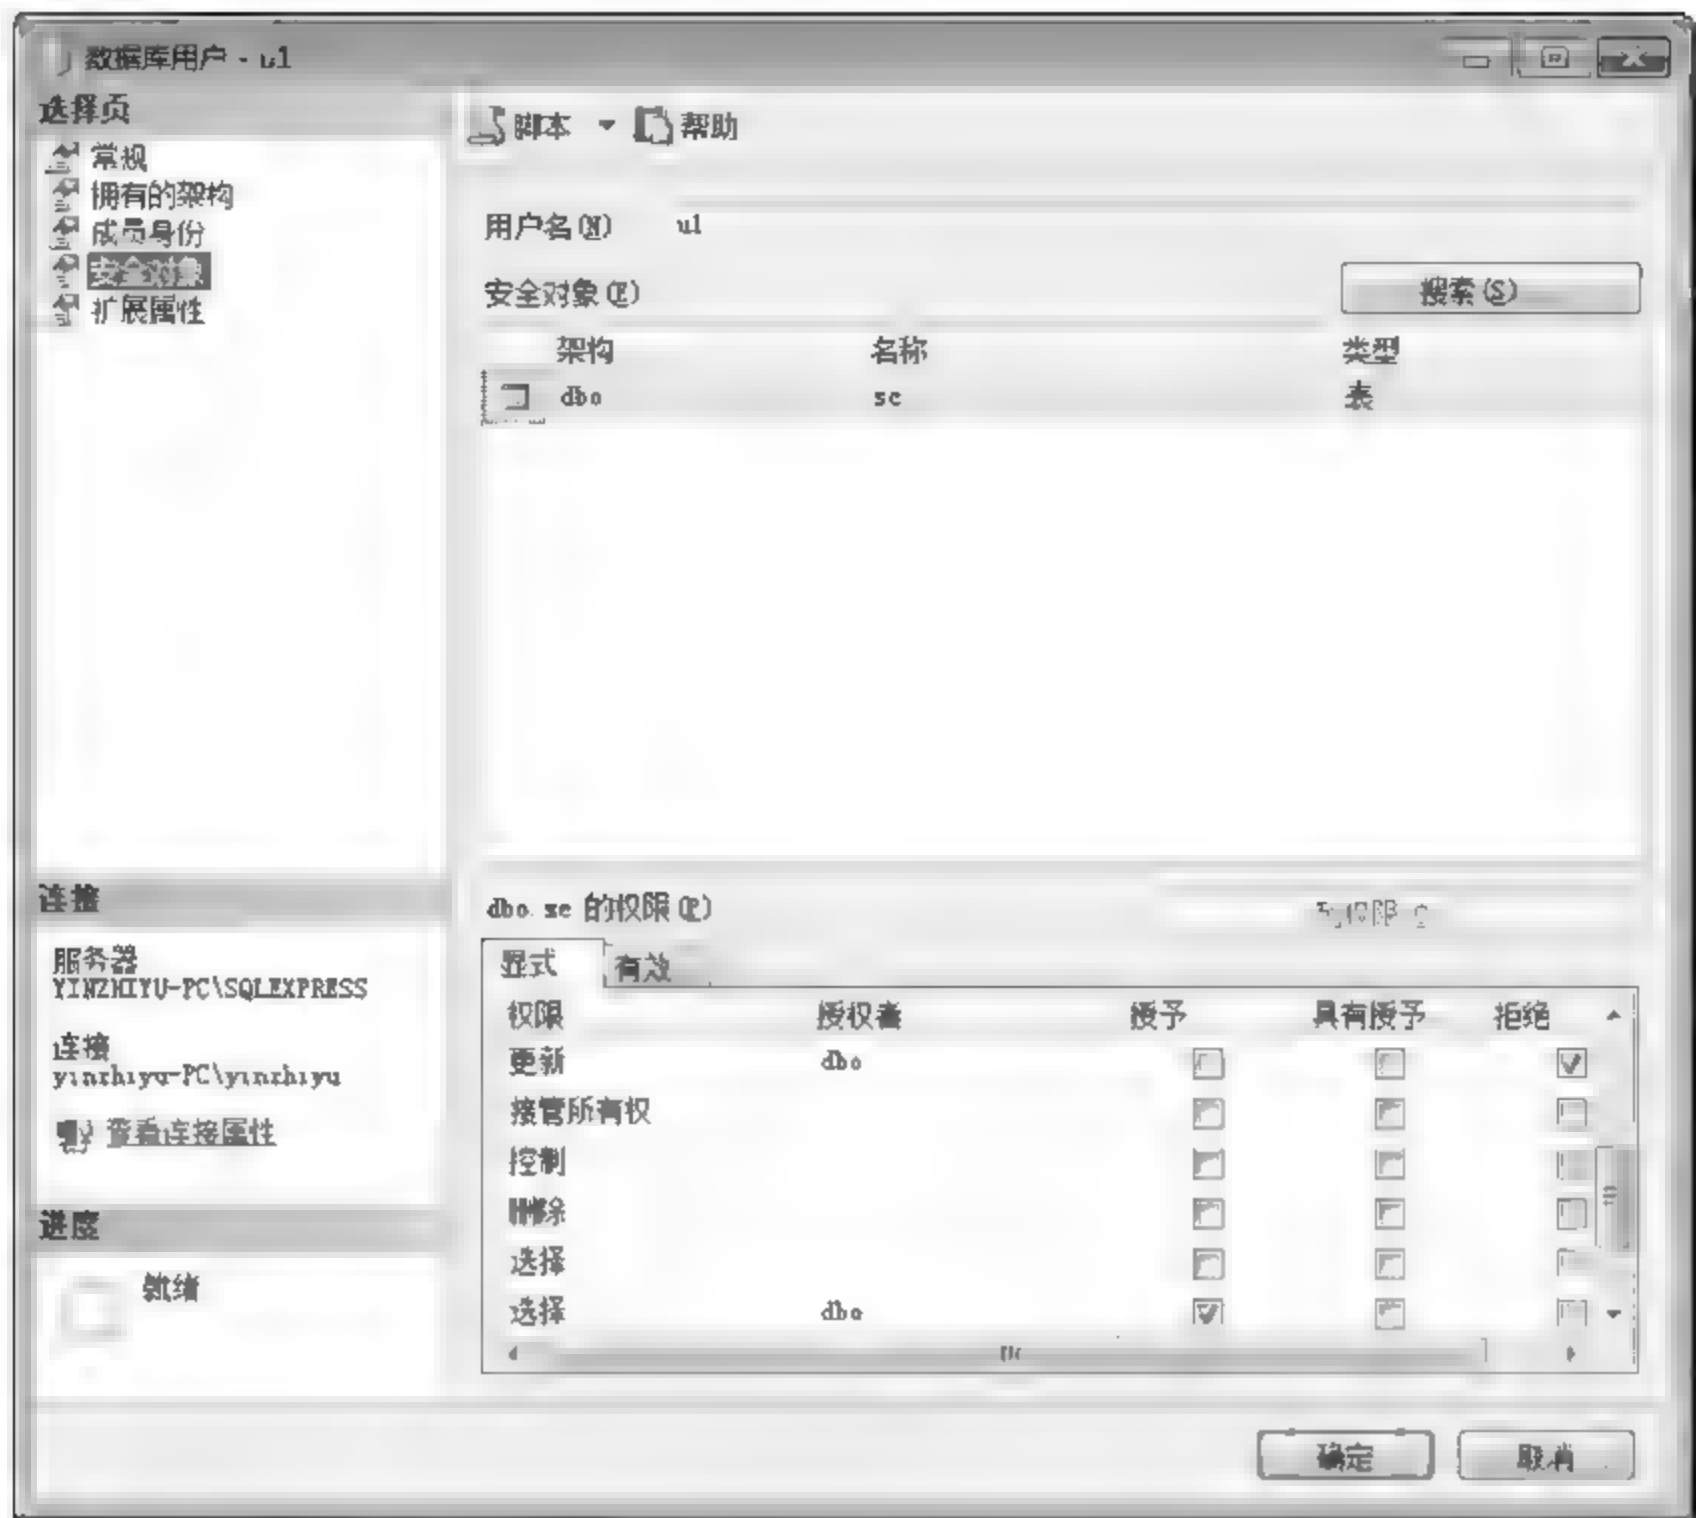 数据库用户 - u1
选择页
常规
拥有的架构
成员身份
安全对象
扩展属性
脚本 帮助
用户名(N) u1
安全对象(E) 搜索(S)
架构 名称 类型
dbo sc 表
连接
服务器
YINZHIYU-PC\SQLEXPRESS
连接
yinzhiyu-PC\yinzhiyu
查看连接属性
进度
就绪
dbo.sc 的权限(P)
显式 有效
权限 授权者 授予 具有授予 拒绝
更新 dbo
接管所有权
控制
删除
选择
选择 dbo
确定 取消